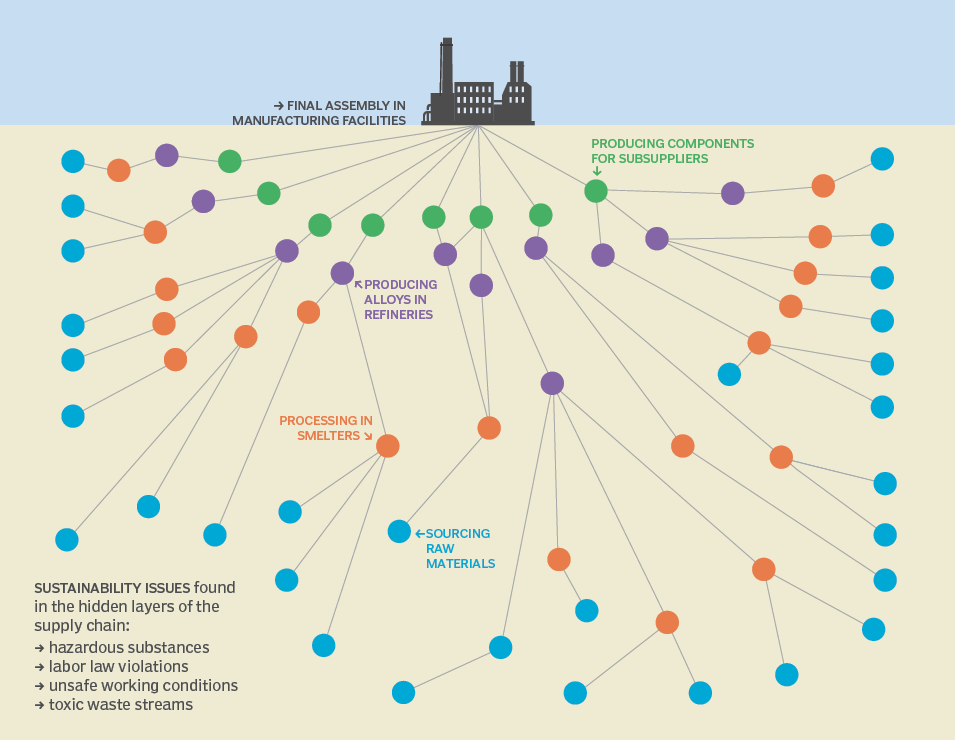 → FINAL ASSEMBLY IN
MANUFACTURING FACILITIES
PRODUCING COMPONENTS
FOR SUBSUPPLIERS
↓
↖PRODUCING
ALLOYS IN
REFINERIES
PROCESSING IN
SMELTERS ↘
←SOURCING
RAW
MATERIALS
SUSTAINABILITY ISSUES found
in the hidden layers of the
supply chain:
→ hazardous substances
→ labor law violations
→ unsafe working conditions
→ toxic waste streams